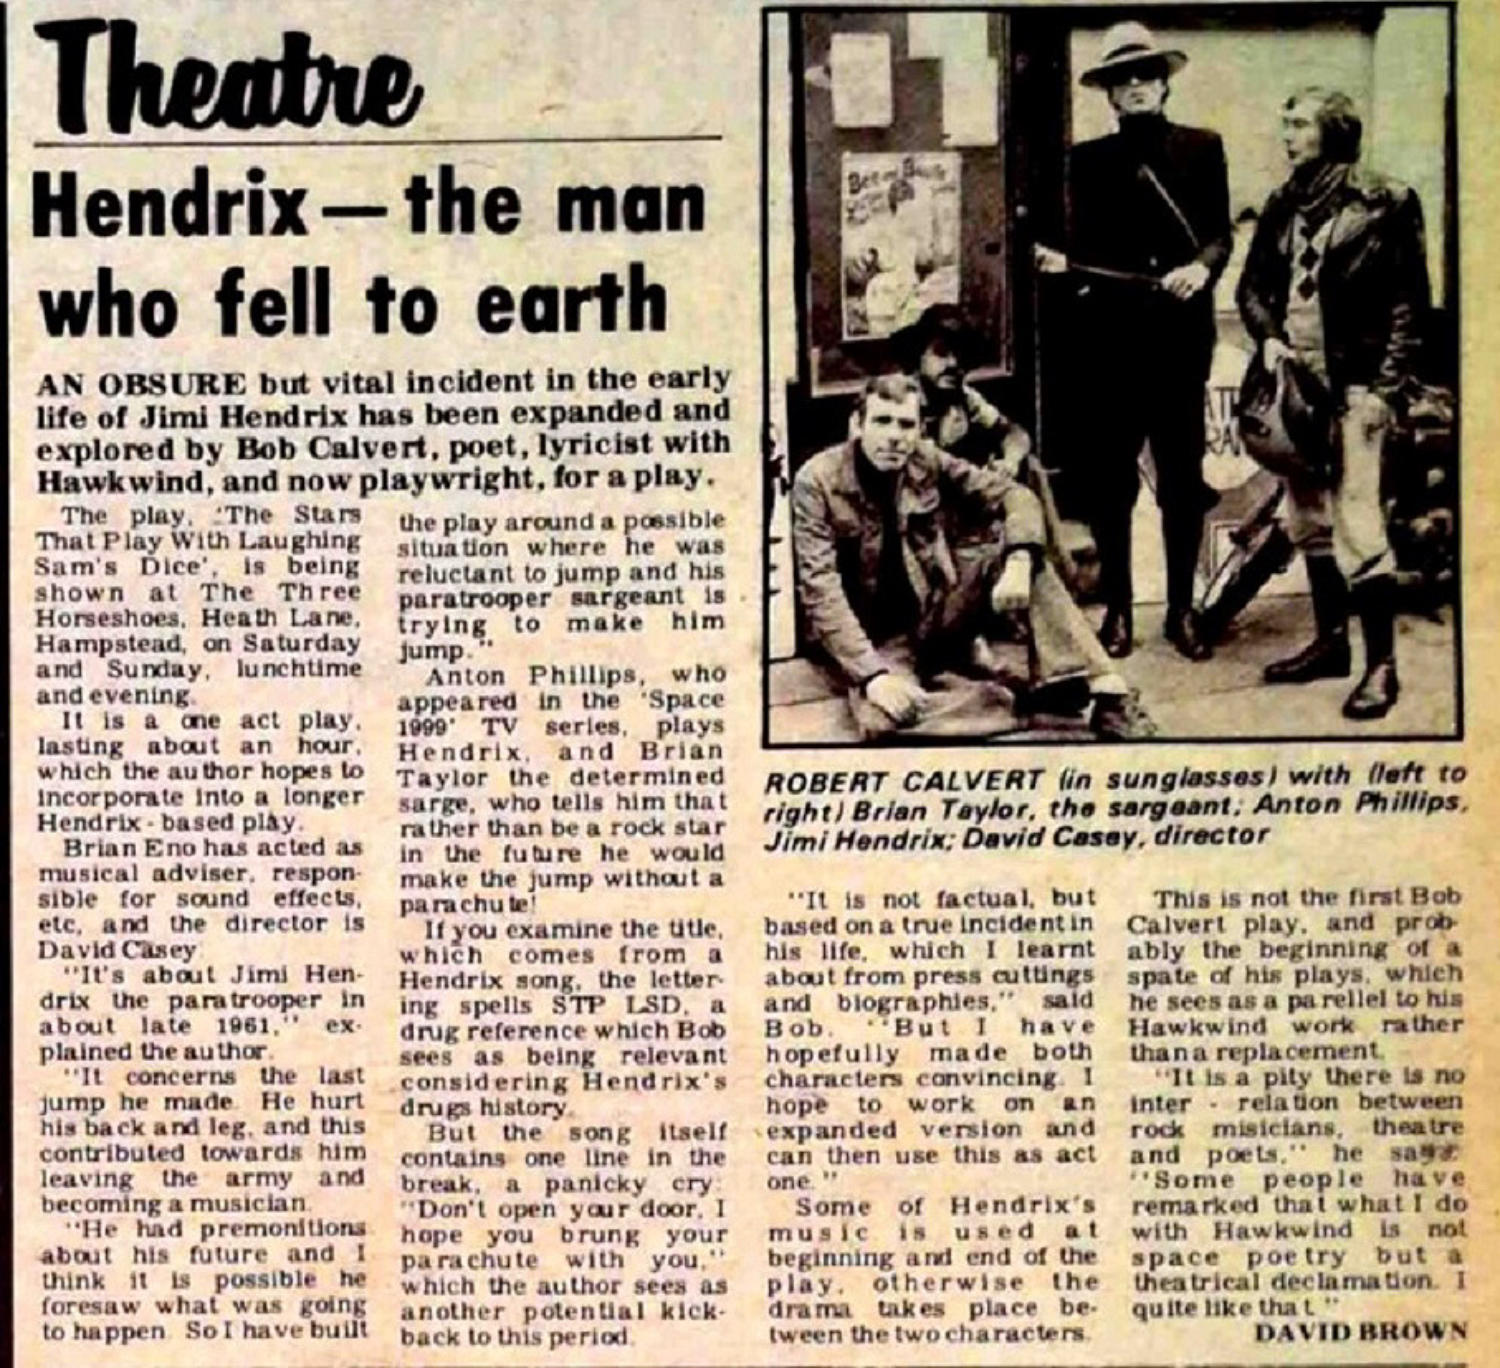 Theatre
Hendrix — the man
who fell to earth
AN OBSURE but vital incident in the early
life of Jimi Hendrix has been expanded and
explored by Bob Calvert, poet, lyricist with
Hawkwind, and now playwright, for a play.
The play, 'The Stars
That Play With Laughing
Sam's Dice', is being
shown at The Three
Horseshoes, Heath Lane,
Hampstead, on Saturday
and Sunday, lunchtime
and evening.
It is a one act play,
lasting about an hour,
which the author hopes to
incorporate into a longer
Hendrix - based play.
Brian Eno has acted as
musical adviser, respon-
sible for sound effects,
etc, and the director is
David Casey
"It's about Jimi Hen-
drix the paratrooper in
about late 1961," ex-
plained the author.
"It concerns the last
jump he made. He hurt
his back and leg, and this
contributed towards him
leaving the army and
becoming a musician.
"He had premonitions
about his future and I
think it is possible he
foresaw what was going
to happen. So I have built
the play around a possible
situation where he was
reluctant to jump and his
paratrooper sargeant is
trying to make him
jump."
Anton Phillips, who
appeared in the 'Space
1999' TV series, plays
Hendrix, and Brian
Taylor the determined
sarge, who tells him that
rather than be a rock star
in the future he would
make the jump without a
parachute!
If you examine the title,
which comes from a
Hendrix song, the letter-
ing spells STP LSD, a
drug reference which Bob
sees as being relevant
considering Hendrix's
drugs history.
But the song itself
contains one line in the
break, a panicky cry:
"Don't open your door, I
hope you brung your
parachute with you,"
which the author sees as
another potential kick-
back to this period.
ROBERT CALVERT (in sunglasses) with (left to
right) Brian Taylor, the sargeant; Anton Phillips,
Jimi Hendrix; David Casey, director
"It is not factual, but
based on a true incident in
his life, which I learnt
about from press cuttings
and biographies," said
Bob. "But I have
hopefully made both
characters convincing. I
hope to work on an
expanded version and
can then use this as act
one."
Some of Hendrix's
music is used at
beginning and end of the
play, otherwise the
drama takes place be-
tween the two characters.
This is not the first Bob
Calvert play, and prob-
ably the beginning of a
spate of his plays, which
he sees as a parellel to his
Hawkwind work rather
than a replacement.
"It is a pity there is no
inter - relation between
rock misicians, theatre
and poets," he says.
"Some people have
remarked that what I do
with Hawkwind is not
space poetry but a
theatrical declamation. I
quite like that."
DAVID BROWN